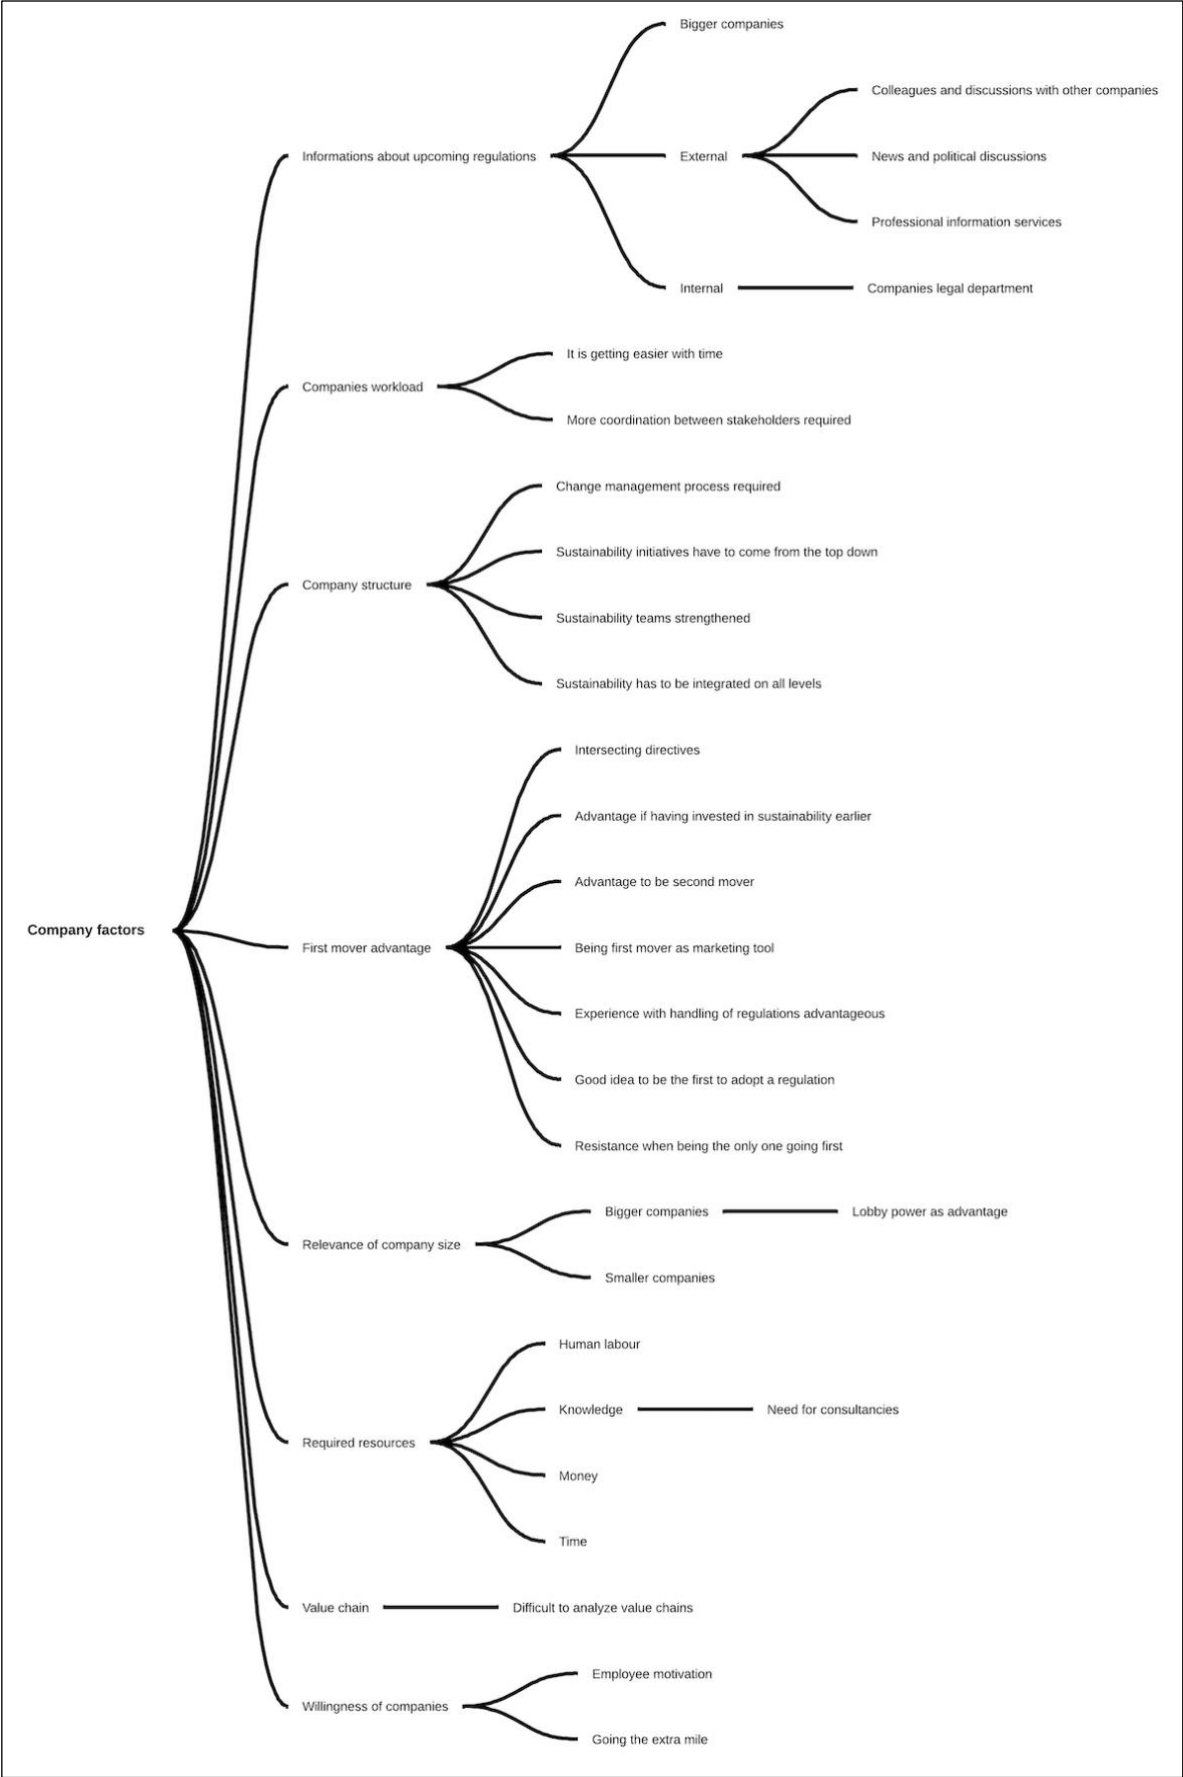 Bigger companies
Colleagues and discussions with other companies
Informations about upcoming regulations
External
News and political discussions
Professional information services
Internal
Companies legal department
It is getting easier with time
Companies workload
More coordination between stakeholders required
Change management process required
Sustainability initiatives have to come from the top down
Company structure
Sustainability teams strengthened
Sustainability has to be integrated on all levels
Intersecting directives
Advantage if having invested in sustainability earlier
Advantage to be second mover
Company factors
First mover advantage
Being first mover as marketing tool
Experience with handling of regulations advantageous
Good idea to be the first to adopt a regulation
Resistance when being the only one going first
Bigger companies
Lobby power as advantage
Relevance of company size
Smaller companies
Human labour
Knowledge
Need for consultancies
Required resources
Money
Time
Value chain
Difficult to analyze value chains
Employee motivation
Willingness of companies
Going the extra mile